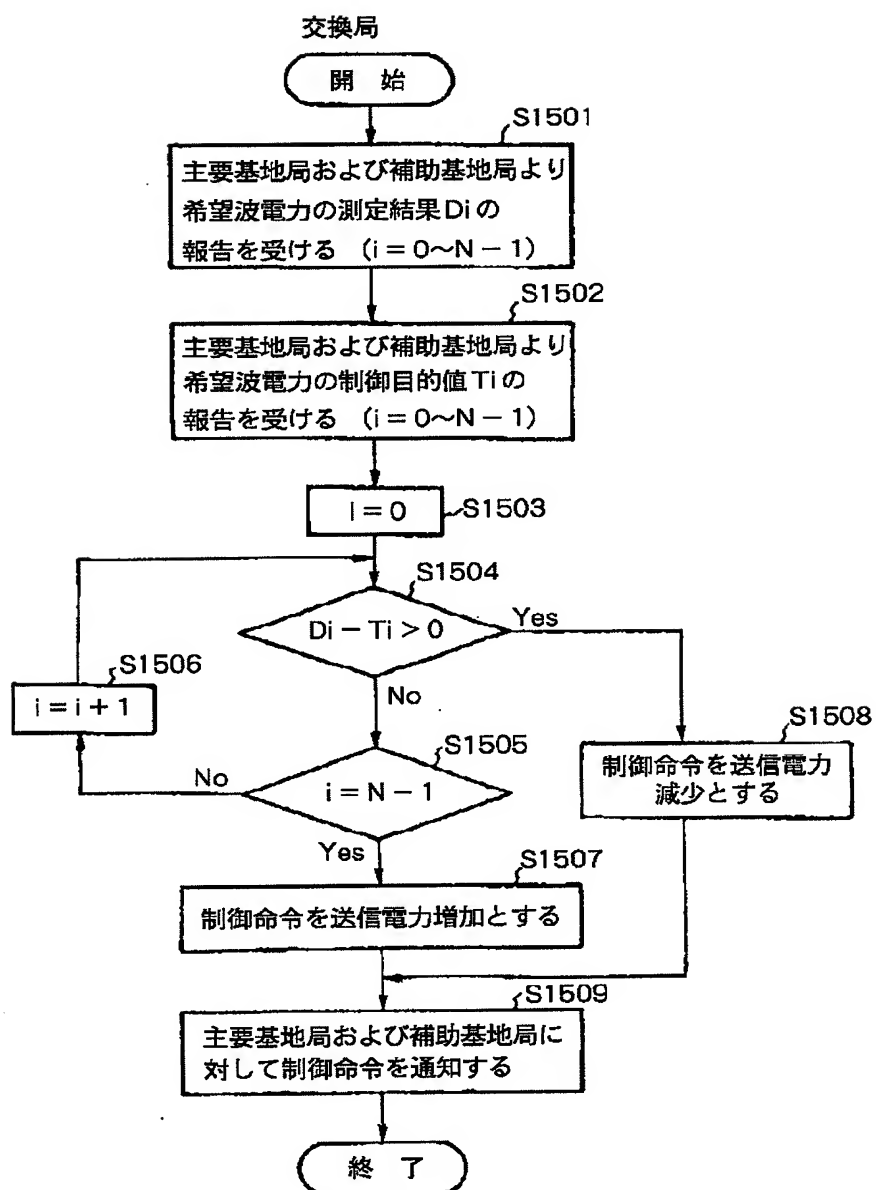 交換局
開 始
S1501
主要基地局および補助基地局より
希望波電力の測定結果Diの
報告を受ける (i=0~N-1)
S1502
主要基地局および補助基地局より
希望波電力の制御目的値Tiの
報告を受ける (i=0~N-1)
i=0
S1503
S1504
Di-Ti>0
Yes
S1506
i=i+1
No
S1505
No
i=N-1
S1508
制御命令を送信電力
減少とする
Yes
S1507
制御命令を送信電力増加とする
S1509
主要基地局および補助基地局に
対して制御命令を通知する
終 了